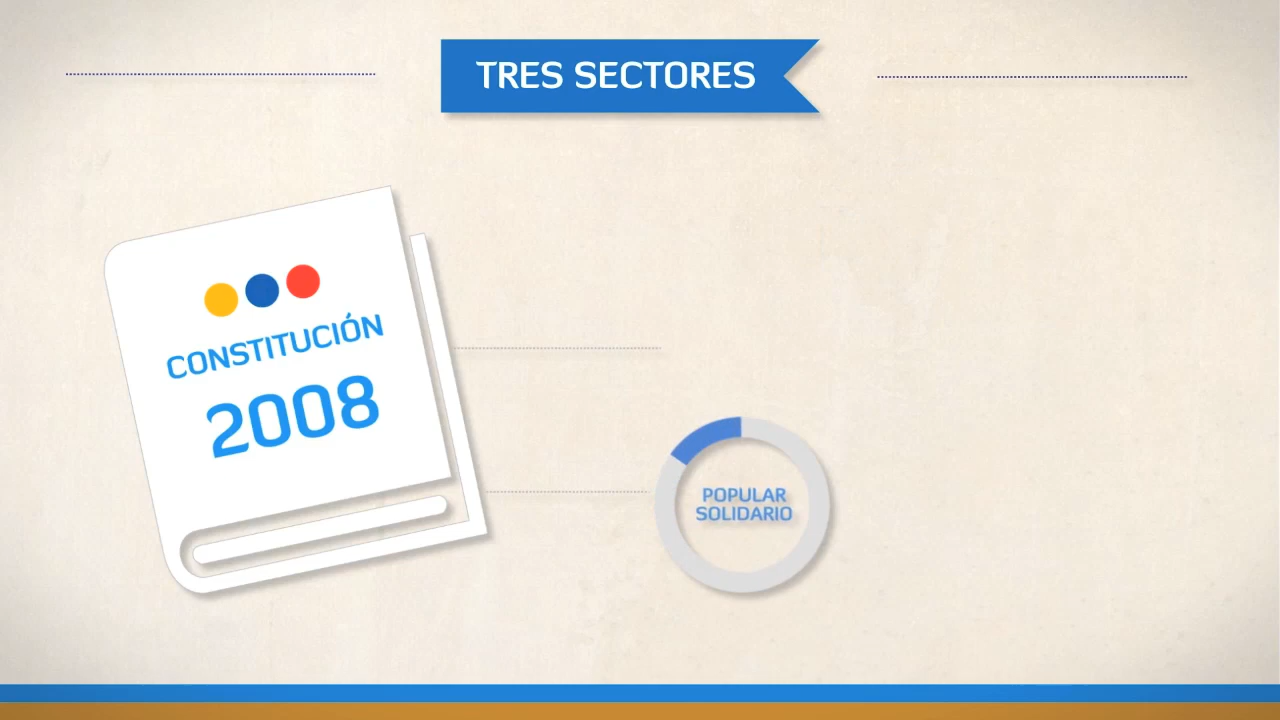 TRES SECTORES
CONSTITUCIÓN
2008
POPULAR
SOLIDARIO